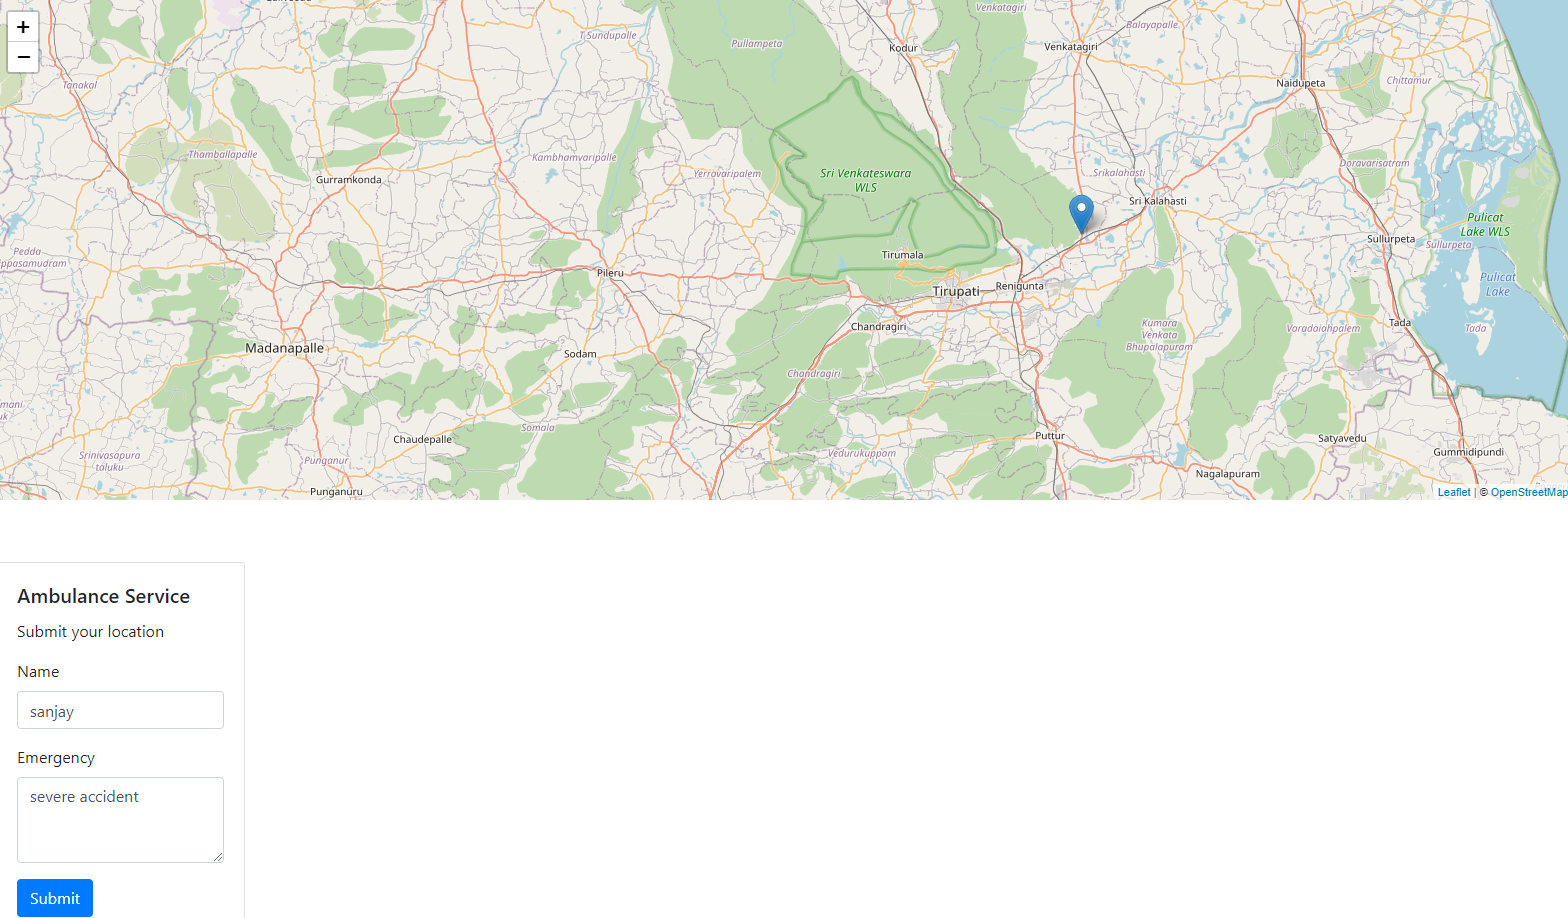 +
−
Tanakal
T Sundupalle
Pullampeta
Venkatagiri
Kodur
Venkatagiri
Balayapalle
Naidupeta
Chittamur
Thamballapalle
Gurramkonda
Kambhamvaripalle
Yerravaripalem
Sri Venkateswara
WLS
Srikalahasti
Sri Kalahasti
Doravarisatram
Pulicat
Lake WLS
Sullurpeta
Sullurpeta
Pedda
ippasamudram
Pileru
Tirumala
Tirupati
Renigunta
Pulicat
Lake
Chandragiri
Kumara
Venkata
Bhupalapuram
Varadaiahpalem
Tada
Tada
Madanapalle
Sodam
Chandragiri
mani
uk
Chaudepalle
Somala
Puttur
Satyavedu
Srinivasapura
taluku
Punganur
Vedurukuppam
Nagalapuram
Gummidipundi
Punganuru
Leaflet | © OpenStreetMap
Ambulance Service
Submit your location
Name
sanjay
Emergency
severe accident
Submit